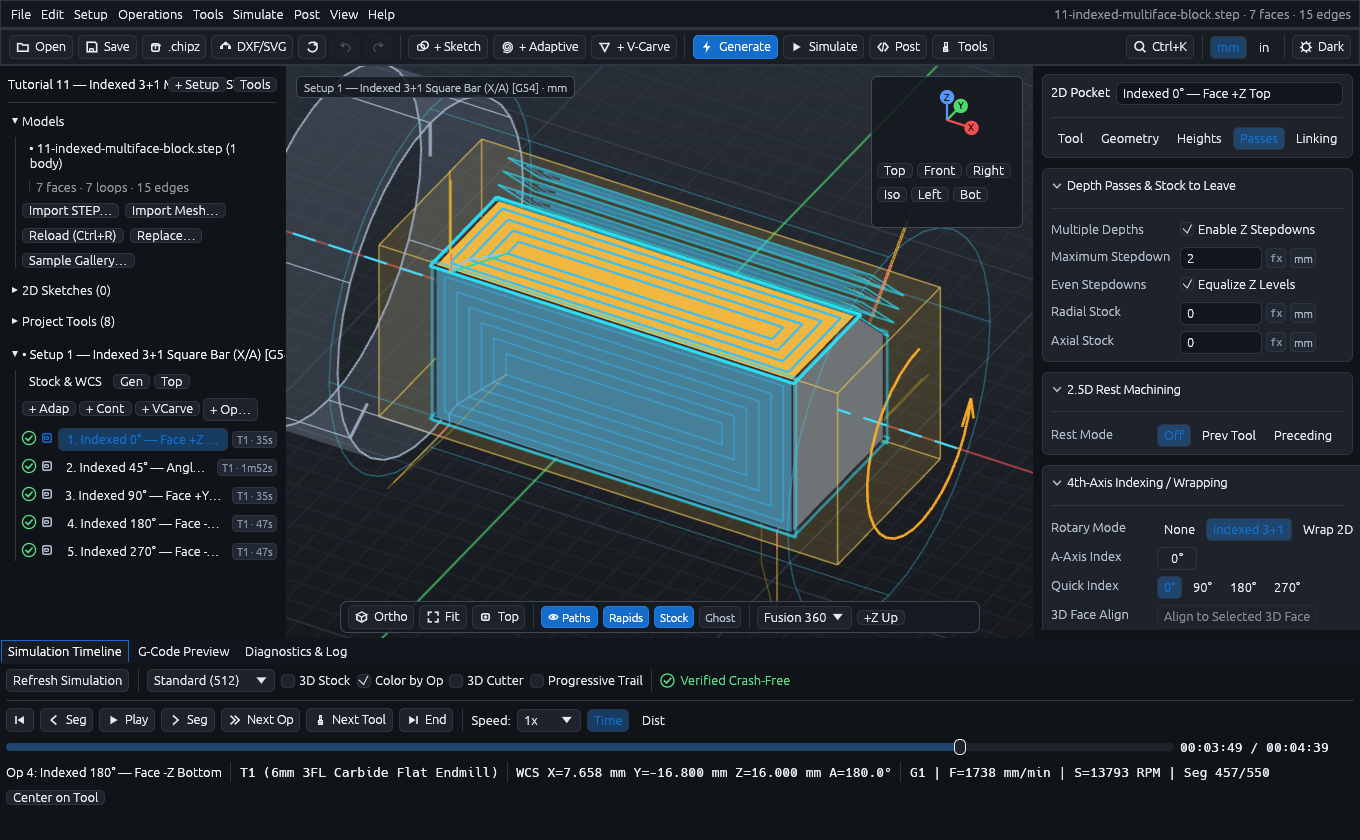 File Edit Setup Operations Tools Simulate Post View Help
11-indexed-multiface-block.step · 7 faces · 15 edges
Open Save .chipz DXF/SVG + Sketch + Adaptive + V-Carve Generate Simulate Post Tools Ctrl+K mm in Dark
Tutorial 11 — Indexed 3+1 + Setup Tools
Models
• 11-indexed-multiface-block.step (1
body)
7 faces · 7 loops · 15 edges
Import STEP... Import Mesh...
Reload (Ctrl+R) Replace...
Sample Gallery...
2D Sketches (0)
Project Tools (8)
• Setup 1 — Indexed 3+1 Square Bar (X/A) [G54
Stock & WCS Gen Top
+ Adap + Cont + VCarve + Op...
1. Indexed 0° — Face +Z ... T1 · 35s
2. Indexed 45° — Angl... T1 · 1m52s
3. Indexed 90° — Face +Y... T1 · 35s
4. Indexed 180° — Face -... T1 · 47s
5. Indexed 270° — Face -... T1 · 47s
Setup 1 — Indexed 3+1 Square Bar (X/A) [G54] · mm
Z
Y
X
Top Front Right
Iso Left Bot
Ortho Fit Top Paths Rapids Stock Ghost Fusion 360 +Z Up
2D Pocket Indexed 0° — Face +Z Top
Tool Geometry Heights Passes Linking
Depth Passes & Stock to Leave
Multiple Depths Enable Z Stepdowns
Maximum Stepdown 2 fx mm
Even Stepdowns Equalize Z Levels
Radial Stock 0 fx mm
Axial Stock 0 fx mm
2.5D Rest Machining
Rest Mode Off Prev Tool Preceding
4th-Axis Indexing / Wrapping
Rotary Mode None Indexed 3+1 Wrap 2D
A-Axis Index 0°
Quick Index 0° 90° 180° 270°
3D Face Align Align to Selected 3D Face
Simulation Timeline G-Code Preview Diagnostics & Log
Refresh Simulation Standard (512) 3D Stock Color by Op 3D Cutter Progressive Trail Verified Crash-Free
Seg Play Seg Next Op Next Tool End Speed: 1x Time Dist
00:03:49 / 00:04:39
Op 4: Indexed 180° — Face -Z Bottom T1 (6mm 3FL Carbide Flat Endmill) WCS X=7.658 mm Y=-16.800 mm Z=16.000 mm A=180.0° G1 | F=1738 mm/min | S=13793 RPM | Seg 457/550
Center on Tool